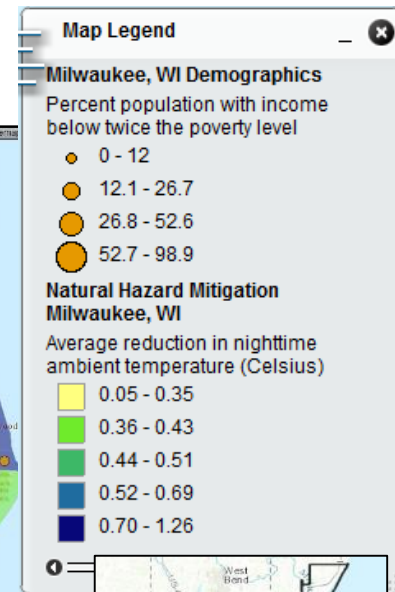 Map Legend
Milwaukee, WI Demographics
Percent population with income
below twice the poverty level
0 - 12
12.1 - 26.7
26.8 - 52.6
52.7 - 98.9
Natural Hazard Mitigation
Milwaukee, WI
Average reduction in nighttime
ambient temperature (Celsius)
0.05 - 0.35
0.36 - 0.43
0.44 - 0.51
0.52 - 0.69
0.70 - 1.26
West
Bend